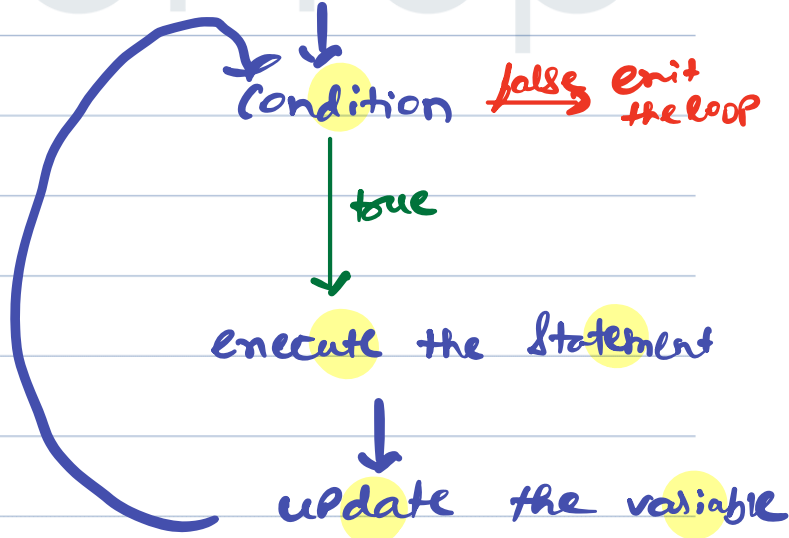 Condition false exit the loop
true
execute the Statement
update the variable